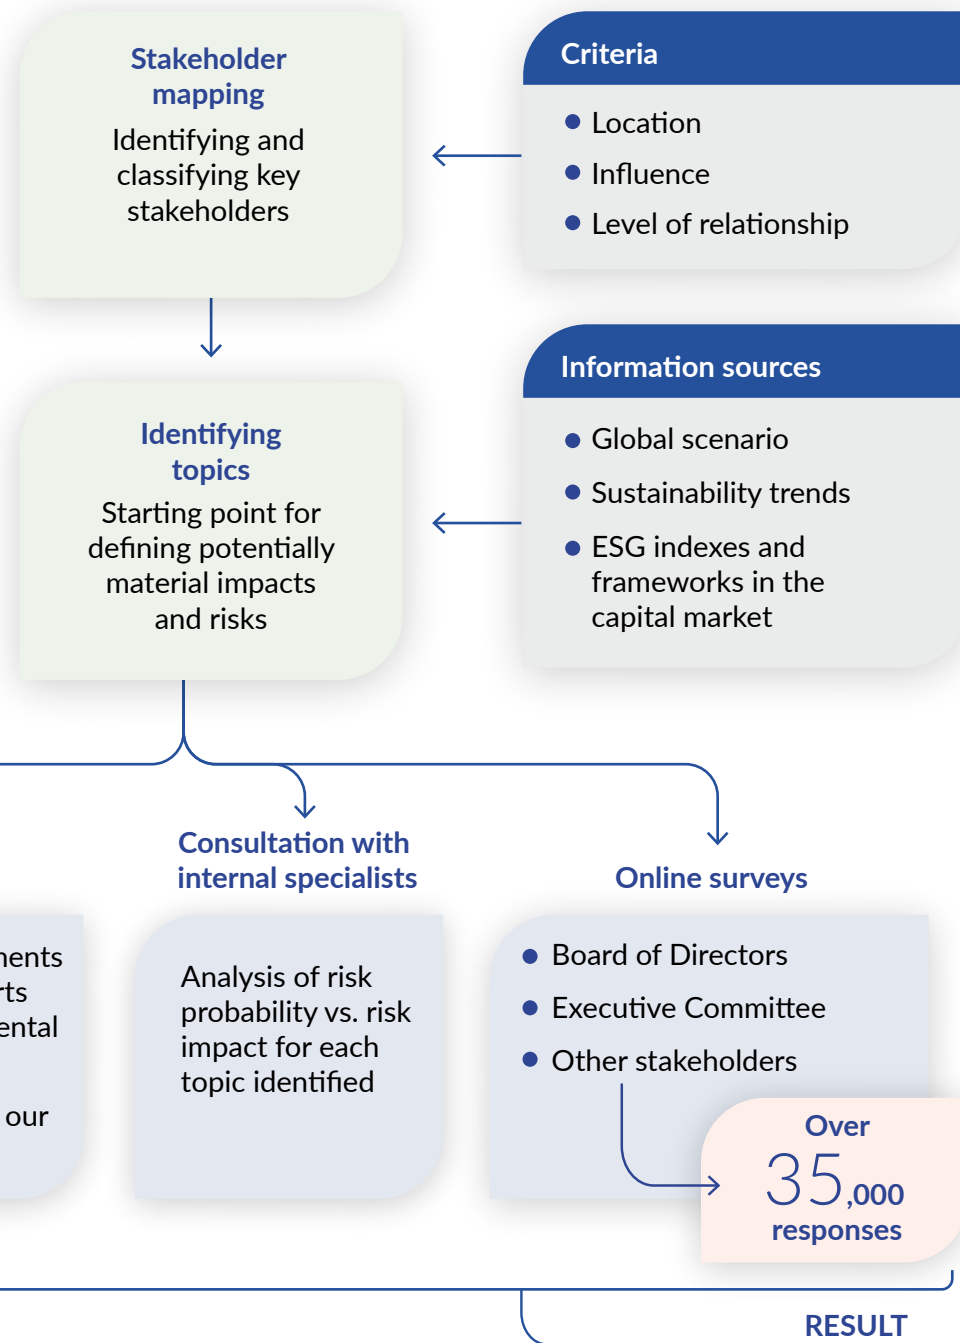 Stakeholder
mapping
Identifying and
classifying key
stakeholders
Criteria
Location
Influence
Level of relationship
Identifying
topics
Starting point for
defining potentially
material impacts
and risks
Information sources
Global scenario
Sustainability trends
ESG indexes and
frameworks in the
capital market
our
Consultation with
internal specialists
Analysis of risk
probability vs. risk
impact for each
topic identified
Online surveys
Board of Directors
Executive Committee
Other stakeholders
Over
35,000
responses
RESULT